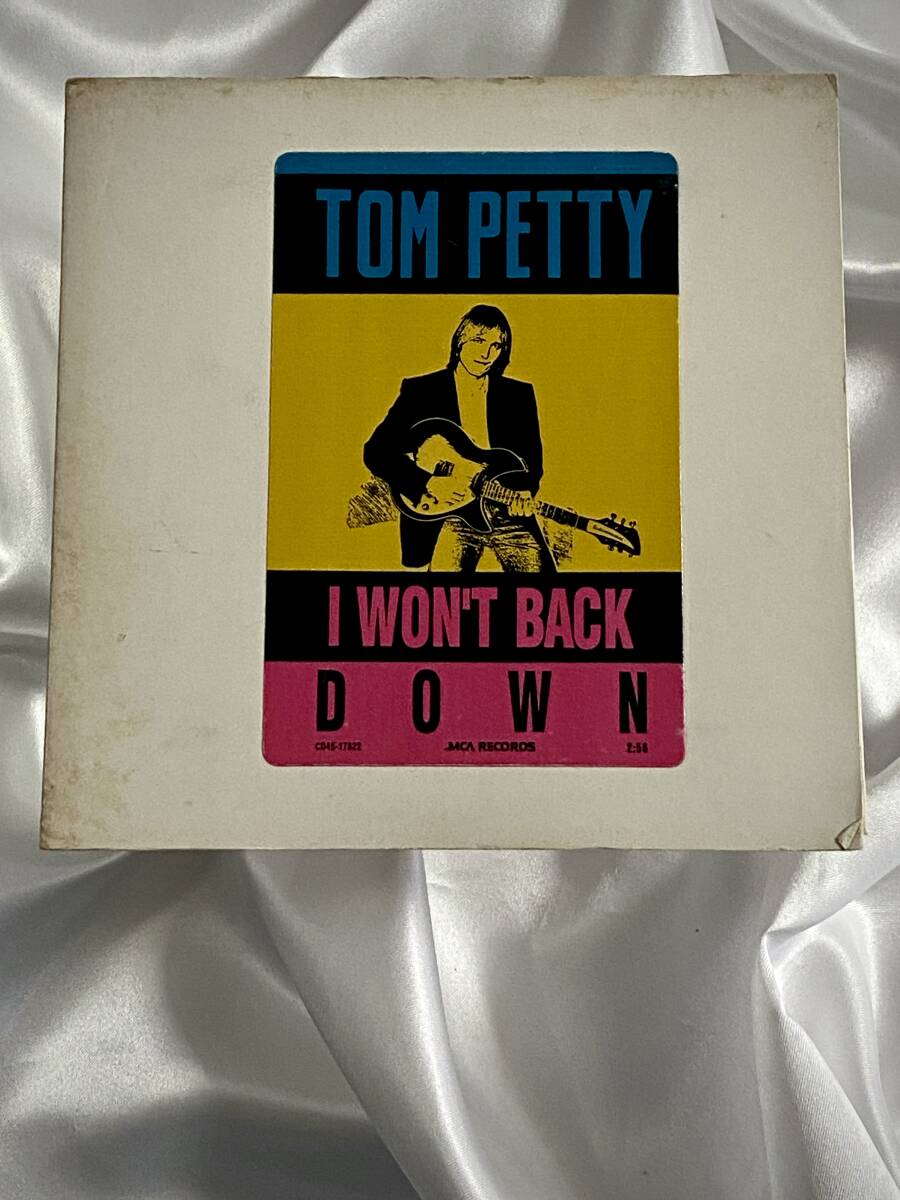 TOM PETTY
I WON'T BACK
DOWN
CD45-17822 MCA RECORDS 2:56